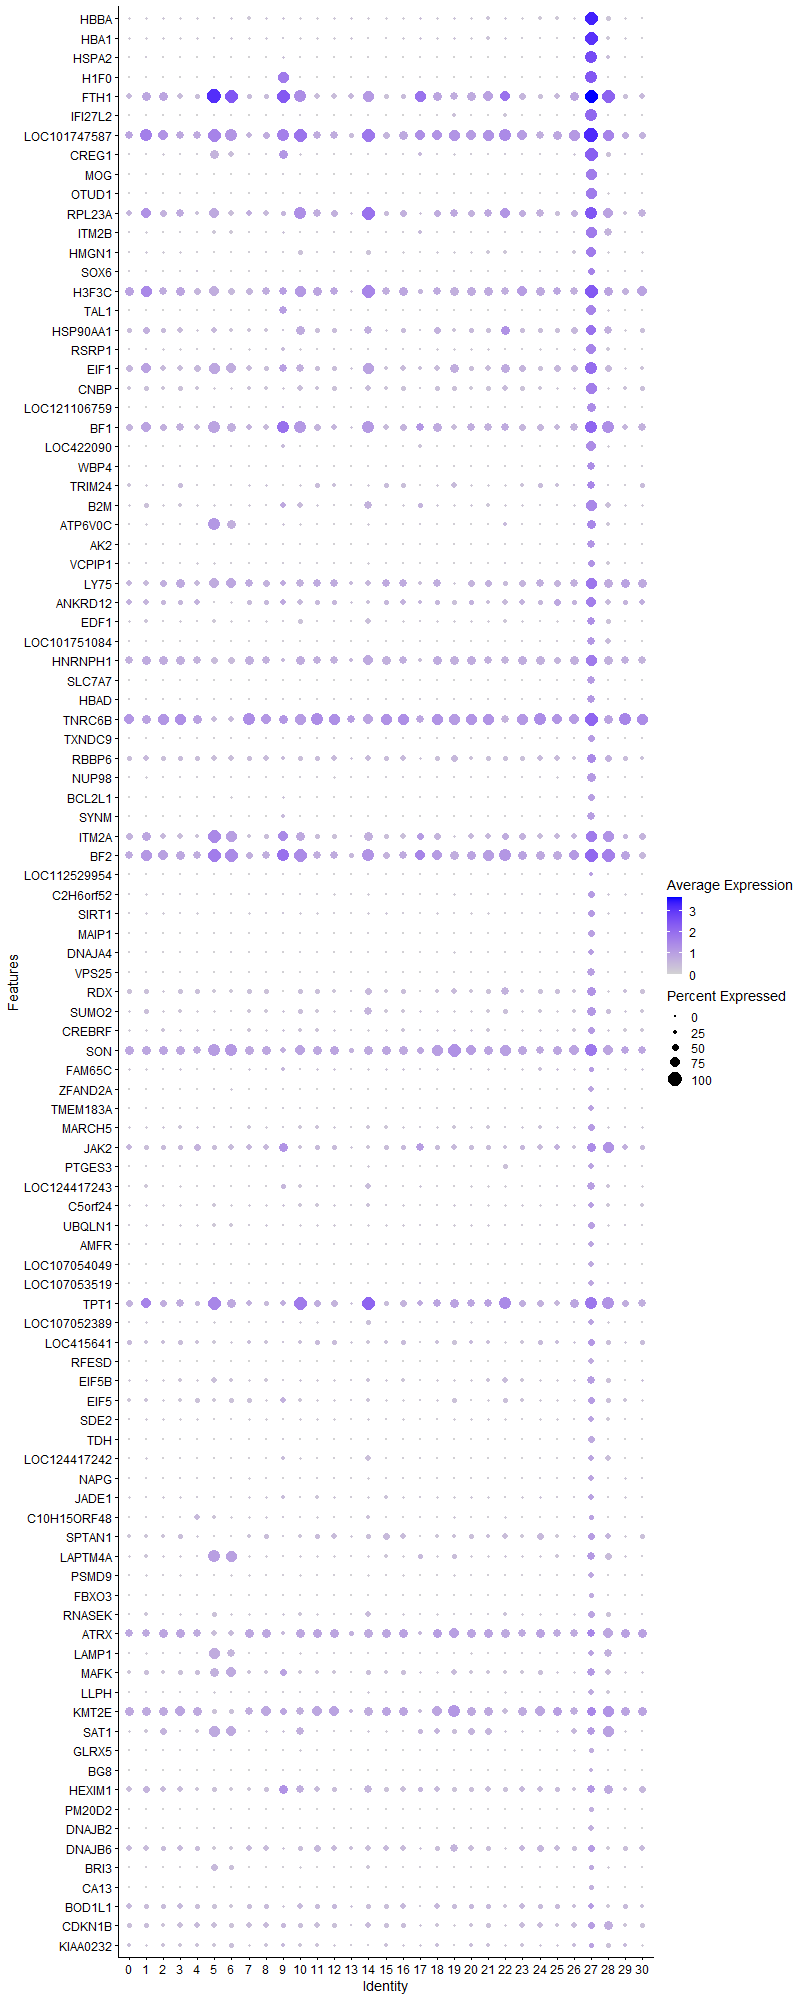 HBBA
HBA1
HSPA2
H1F0
FTH1
IFI27L2
LOC101747587
CREG1
MOG
OTUD1
RPL23A
ITM2B
HMGN1
SOX6
H3F3C
TAL1
HSP90AA1
RSRP1
EIF1
CNBP
LOC121106759
BF1
LOC422090
WBP4
TRIM24
B2M
ATP6V0C
AK2
VCPIP1
LY75
ANKRD12
EDF1
LOC101751084
HNRNPH1
SLC7A7
HBAD
TNRC6B
TXNDC9
RBBP6
NUP98
BCL2L1
SYNM
ITM2A
BF2
LOC112529954
C2H6orf52
SIRT1
MAIP1
DNAJA4
VPS25
RDX
SUMO2
CREBRF
SON
FAM65C
ZFAND2A
TMEM183A
MARCH5
JAK2
PTGES3
LOC124417243
C5orf24
UBQLN1
AMFR
LOC107054049
LOC107053519
TPT1
LOC107052389
LOC415641
RFESD
EIF5B
EIF5
SDE2
TDH
LOC124417242
NAPG
JADE1
C10H15ORF48
SPTAN1
LAPTM4A
PSMD9
FBXO3
RNASEK
ATRX
LAMP1
MAFK
LLPH
KMT2E
SAT1
GLRX5
BG8
HEXIM1
PM20D2
DNAJB2
DNAJB6
BRI3
CA13
BOD1L1
CDKN1B
KIAA0232
Features
0 1 2 3 4 5 6 7 8 9 10 11 12 13 14 15 16 17 18 19 20 21 22 23 24 25 26 27 28 29 30
Identity
Average Expression
3
2
1
0
Percent Expressed
0
25
50
75
100